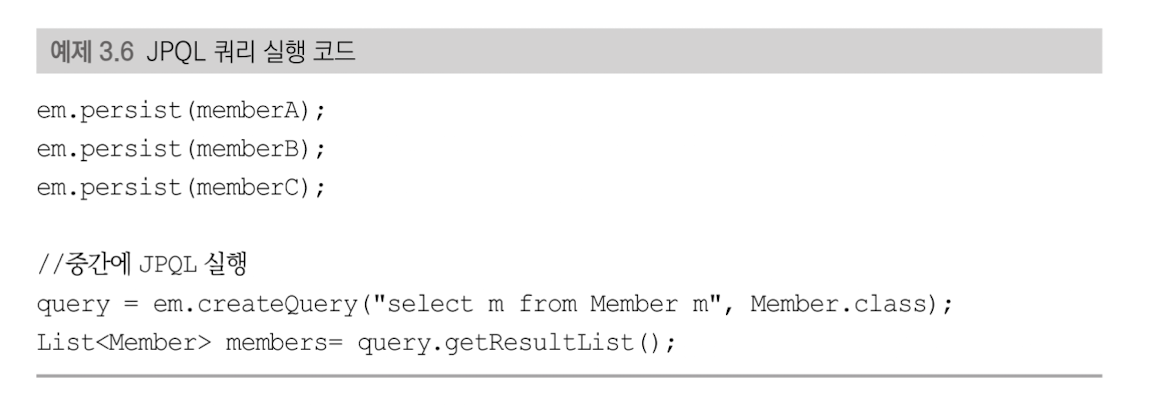 예제 3.6 JPQL 쿼리 실행 코드
em.persist(memberA);
em.persist(memberB);
em.persist(memberC);
//중간에 JPQL 실행
query = em.createQuery("select m from Member m", Member.class);
List<Member> members= query.getResultList();